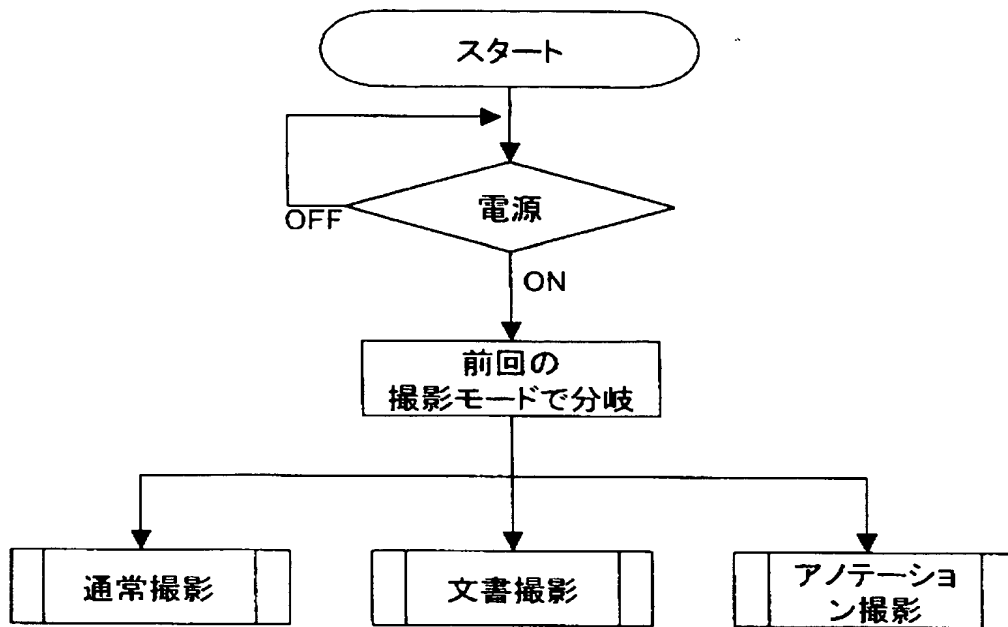 スタート
電源
OFF
ON
前回の
撮影モードで分岐
通常撮影
文書撮影
アノテーショ
ン撮影